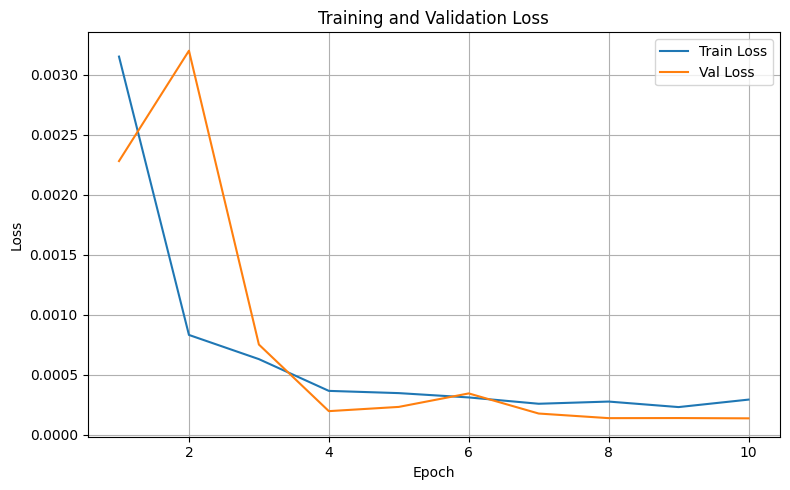 Training and Validation Loss
Train Loss
Val Loss
0.0030
0.0025
0.0020
0.0015
0.0010
0.0005
0.0000
Loss
2
4
6
8
10
Epoch